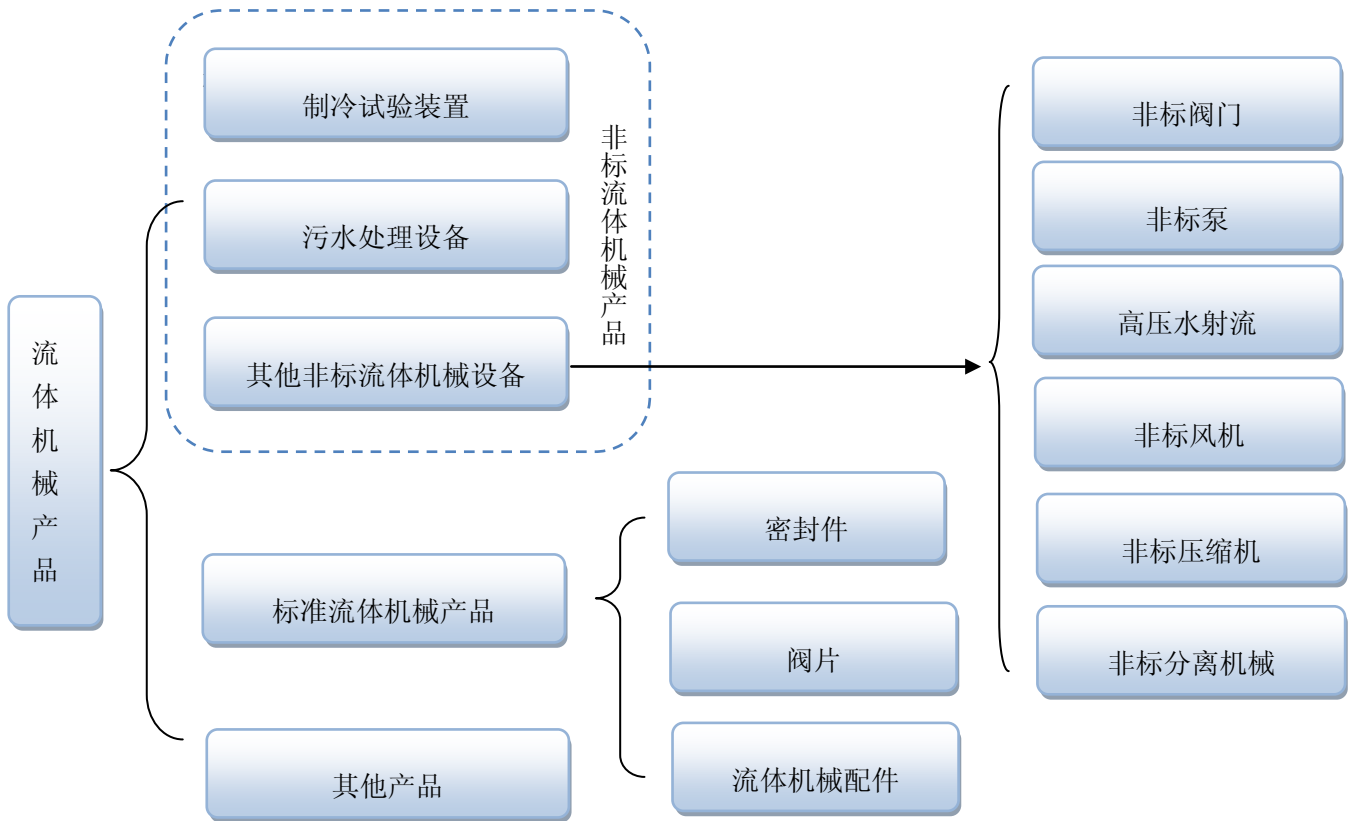 流体机械产品
制冷试验装置
污水处理设备
其他非标流体机械设备
非标流体机械产品
标准流体机械产品
其他产品
密封件
阀片
流体机械配件
非标阀门
非标泵
高压水射流
非标风机
非标压缩机
非标分离机械